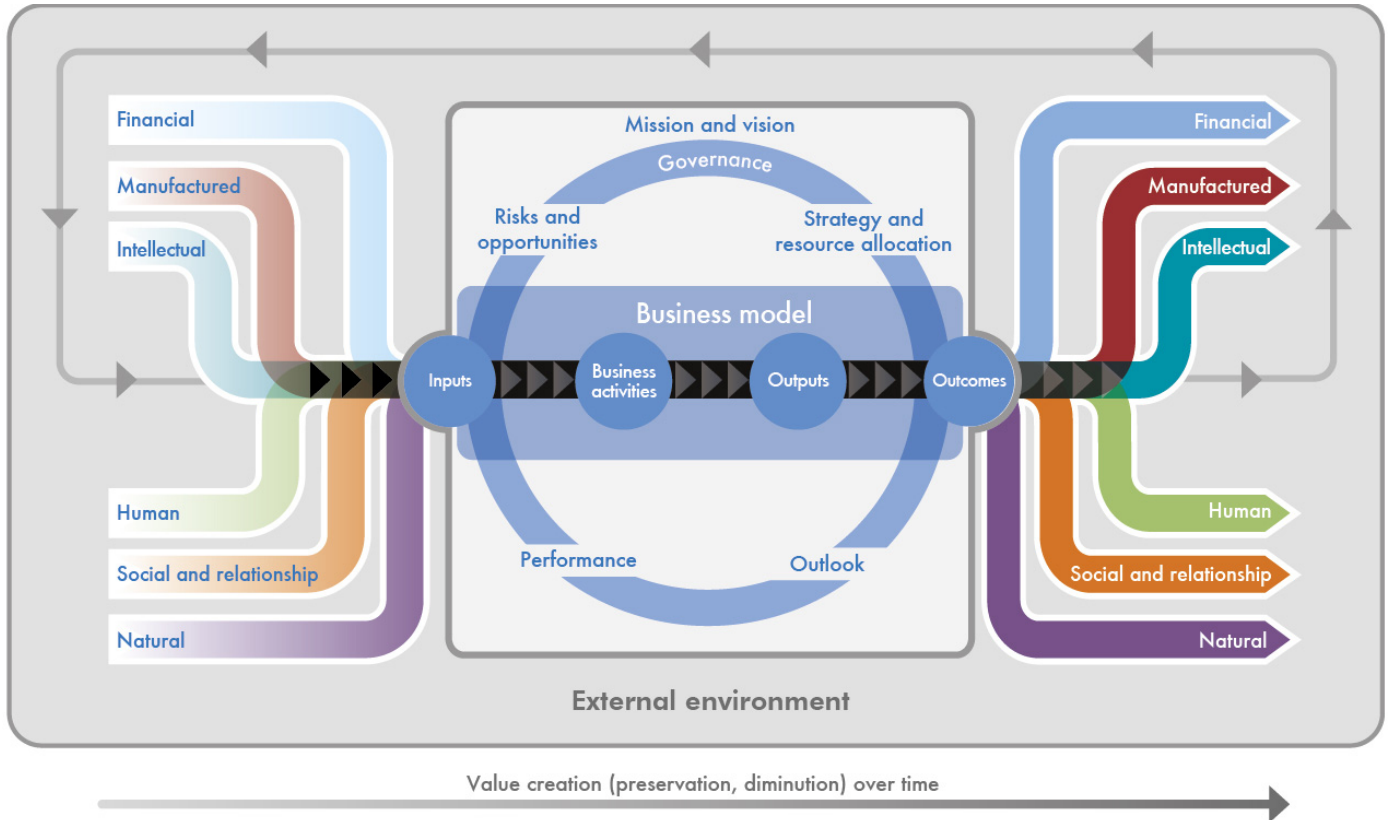 Financial
Manufactured
Intellectual
Human
Social and relationship
Natural
Mission and vision
Governance
Risks and
opportunities
Strategy and
resource allocation
Business model
Inputs
Business
activities
Outputs
Outcomes
Performance
Outlook
Financial
Manufactured
Intellectual
Human
Social and relationship
Natural
External environment
Value creation (preservation, diminution) over time